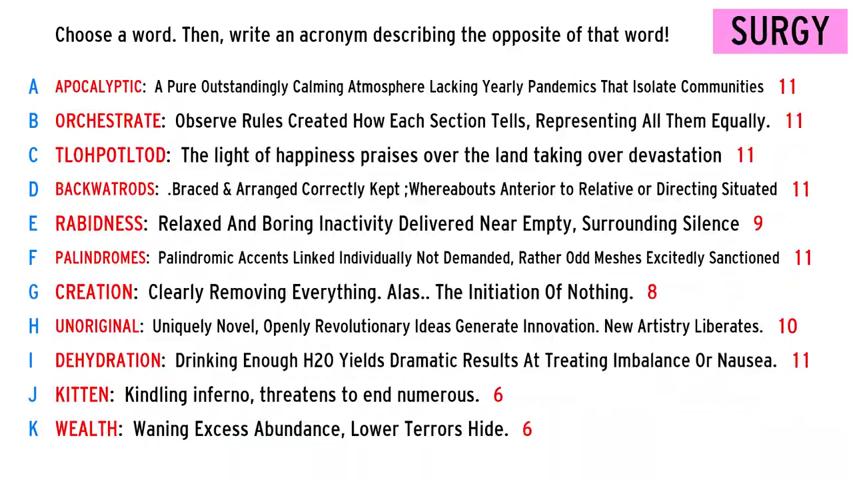 Choose a word. Then, write an acronym describing the opposite of that word!
SURGY
A APOCALYPTIC: A Pure Outstandingly Calming Atmosphere Lacking Yearly Pandemics That Isolate Communities 11
B ORCHESTRATE: Observe Rules Created How Each Section Tells, Representing All Them Equally. 11
C TLOHPOTLTOD: The light of happiness praises over the land taking over devastation 11
D BACKWATRODS: .Braced & Arranged Correctly Kept ;Whereabouts Anterior to Relative or Directing Situated 11
E RABIDNESS: Relaxed And Boring Inactivity Delivered Near Empty, Surrounding Silence 9
F PALINDROMES: Palindromic Accents Linked Individually Not Demanded, Rather Odd Meshes Excitedly Sanctioned 11
G CREATION: Clearly Removing Everything. Alas.. The Initiation Of Nothing. 8
H UNORIGINAL: Uniquely Novel, Openly Revolutionary Ideas Generate Innovation. New Artistry Liberates. 10
I DEHYDRATION: Drinking Enough H20 Yields Dramatic Results At Treating Imbalance Or Nausea. 11
J KITTEN: Kindling inferno, threatens to end numerous. 6
K WEALTH: Waning Excess Abundance, Lower Terrors Hide. 6